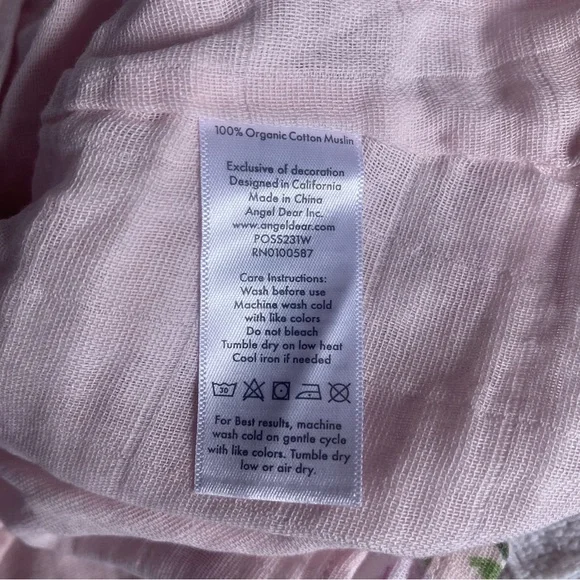 100% Organic Cotton Muslin
Exclusive of decoration
Designed in California
Made in China
Angel Dear Inc.
www.angeldear.com
POSS231W
RN0100587
Care Instructions:
Wash before use
Machine wash cold
with like colors
Do not bleach
Tumble dry on low heat
Cool iron if needed
30
For Best results, machine
wash cold on gentle cycle
with like colors. Tumble dry
low or air dry.